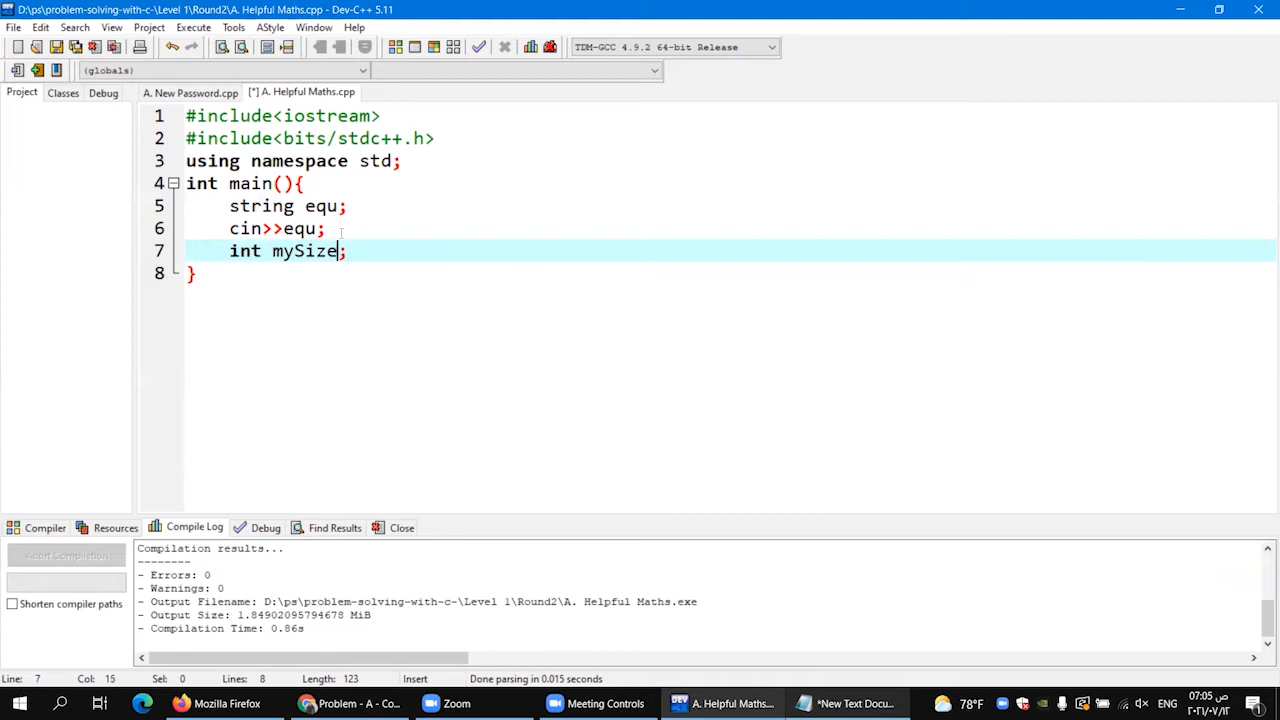 D:\ps\problem-solving-with-c-\Level 1\Round2\A. Helpful Maths.cpp - Dev-C++ 5.11
File Edit Search View Project Execute Tools AStyle Window Help
TDM-GCC 4.9.2 64-bit Release
(globals)
Project Classes Debug A. New Password.cpp [*] A. Helpful Maths.cpp
1 #include<iostream>
2 #include<bits/stdc++.h>
3 using namespace std;
4 int main(){
5 string equ;
6 cin>>equ;
7 int mySize;
8 }
Compiler Resources Compile Log Debug Find Results Close
Abort Compilation
Shorten compiler paths
Compilation results...
--------
- Errors: 0
- Warnings: 0
- Output Filename: D:\ps\problem-solving-with-c-\Level 1\Round2\A. Helpful Maths.exe
- Output Size: 1.84902095794678 MiB
- Compilation Time: 0.86s
Line: 7 Col: 15 Sel: 0 Lines: 8 Length: 123 Insert Done parsing in 0.015 seconds
Mozilla Firefox Problem - A - Co... Zoom Meeting Controls DEV A. Helpful Maths... *New Text Docu... 78°F ENG 07:05 ص
٢٠٢١/٠٧/٠٢